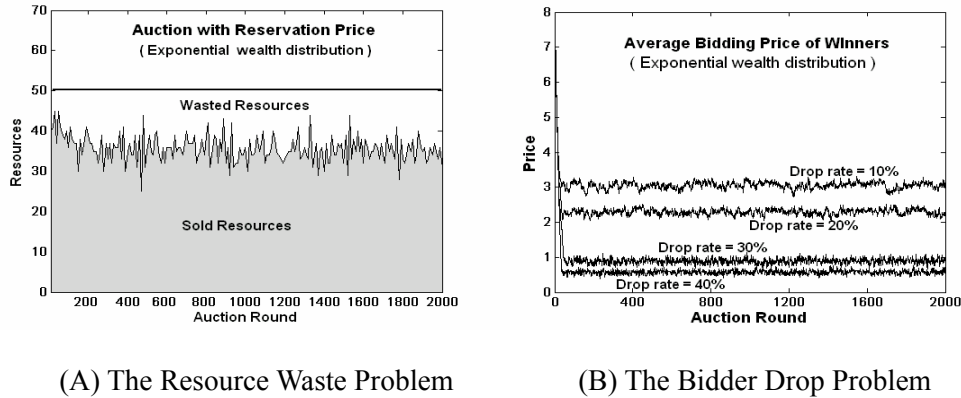 Auction with Reservation Price
( Exponential wealth distribution )
70
60
50
40
30
20
10
0
Resources
Wasted Resources
Sold Resources
200 400 600 800 1000 1200 1400 1600 1800 2000
Auction Round
(A) The Resource Waste Problem
Average Bidding Price of WInners
( Exponential wealth distribution )
8
7
6
5
4
3
2
1
0
Price
Drop rate = 10%
Drop rate = 20%
Drop rate = 30%
Drop rate = 40%
0 400 800 1200 1600 2000
Auction Round
(B) The Bidder Drop Problem